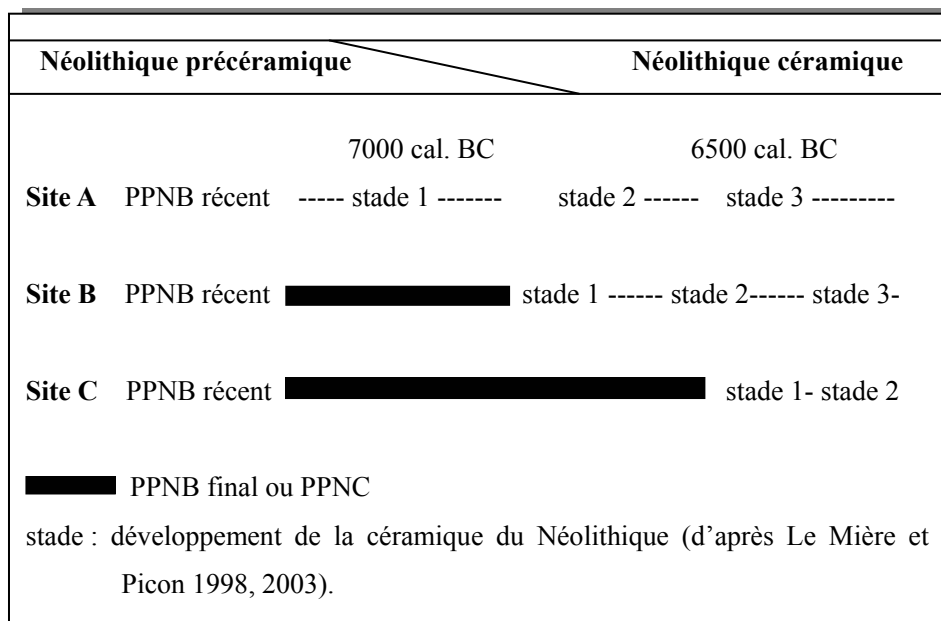 Néolithique précéramique Néolithique céramique
7000 cal. BC 6500 cal. BC
Site A PPNB récent ----- stade 1 ------- stade 2 ------ stade 3 ---------
Site B PPNB récent stade 1 ------ stade 2------ stade 3-
Site C PPNB récent stade 1- stade 2
PPNB final ou PPNC
stade : développement de la céramique du Néolithique (d’après Le Mière et
Picon 1998, 2003).